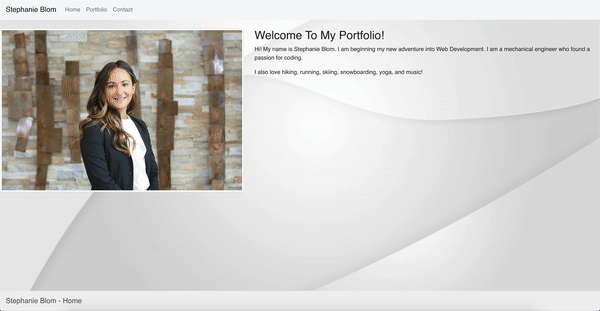 Stephanie Blom Home Portfolio Contact
Welcome To My Portfolio!
Hi! My name is Stephanie Blom. I am beginning my new adventure into Web Development. I am a mechanical engineer who found a
passion for coding.
I also love hiking, running, skiing, snowboarding, yoga, and music!
Stephanie Blom - Home